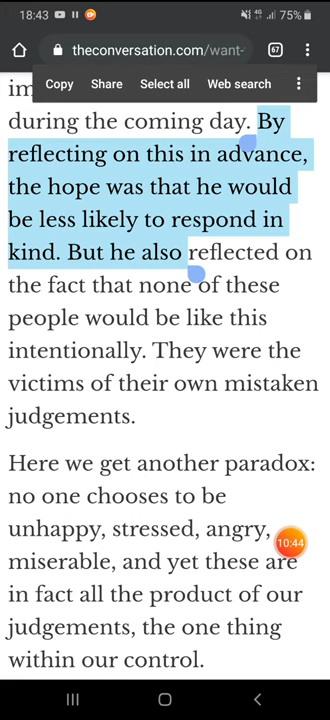 18:43
4G 75%
theconversation.com/want-
67
Copy Share Select all Web search
im
during the coming day. By
reflecting on this in advance,
the hope was that he would
be less likely to respond in
kind. But he also reflected on
the fact that none of these
people would be like this
intentionally. They were the
victims of their own mistaken
judgements.
Here we get another paradox:
no one chooses to be
unhappy, stressed, angry,
10:44
miserable, and yet these are
in fact all the product of our
judgements, the one thing
within our control.